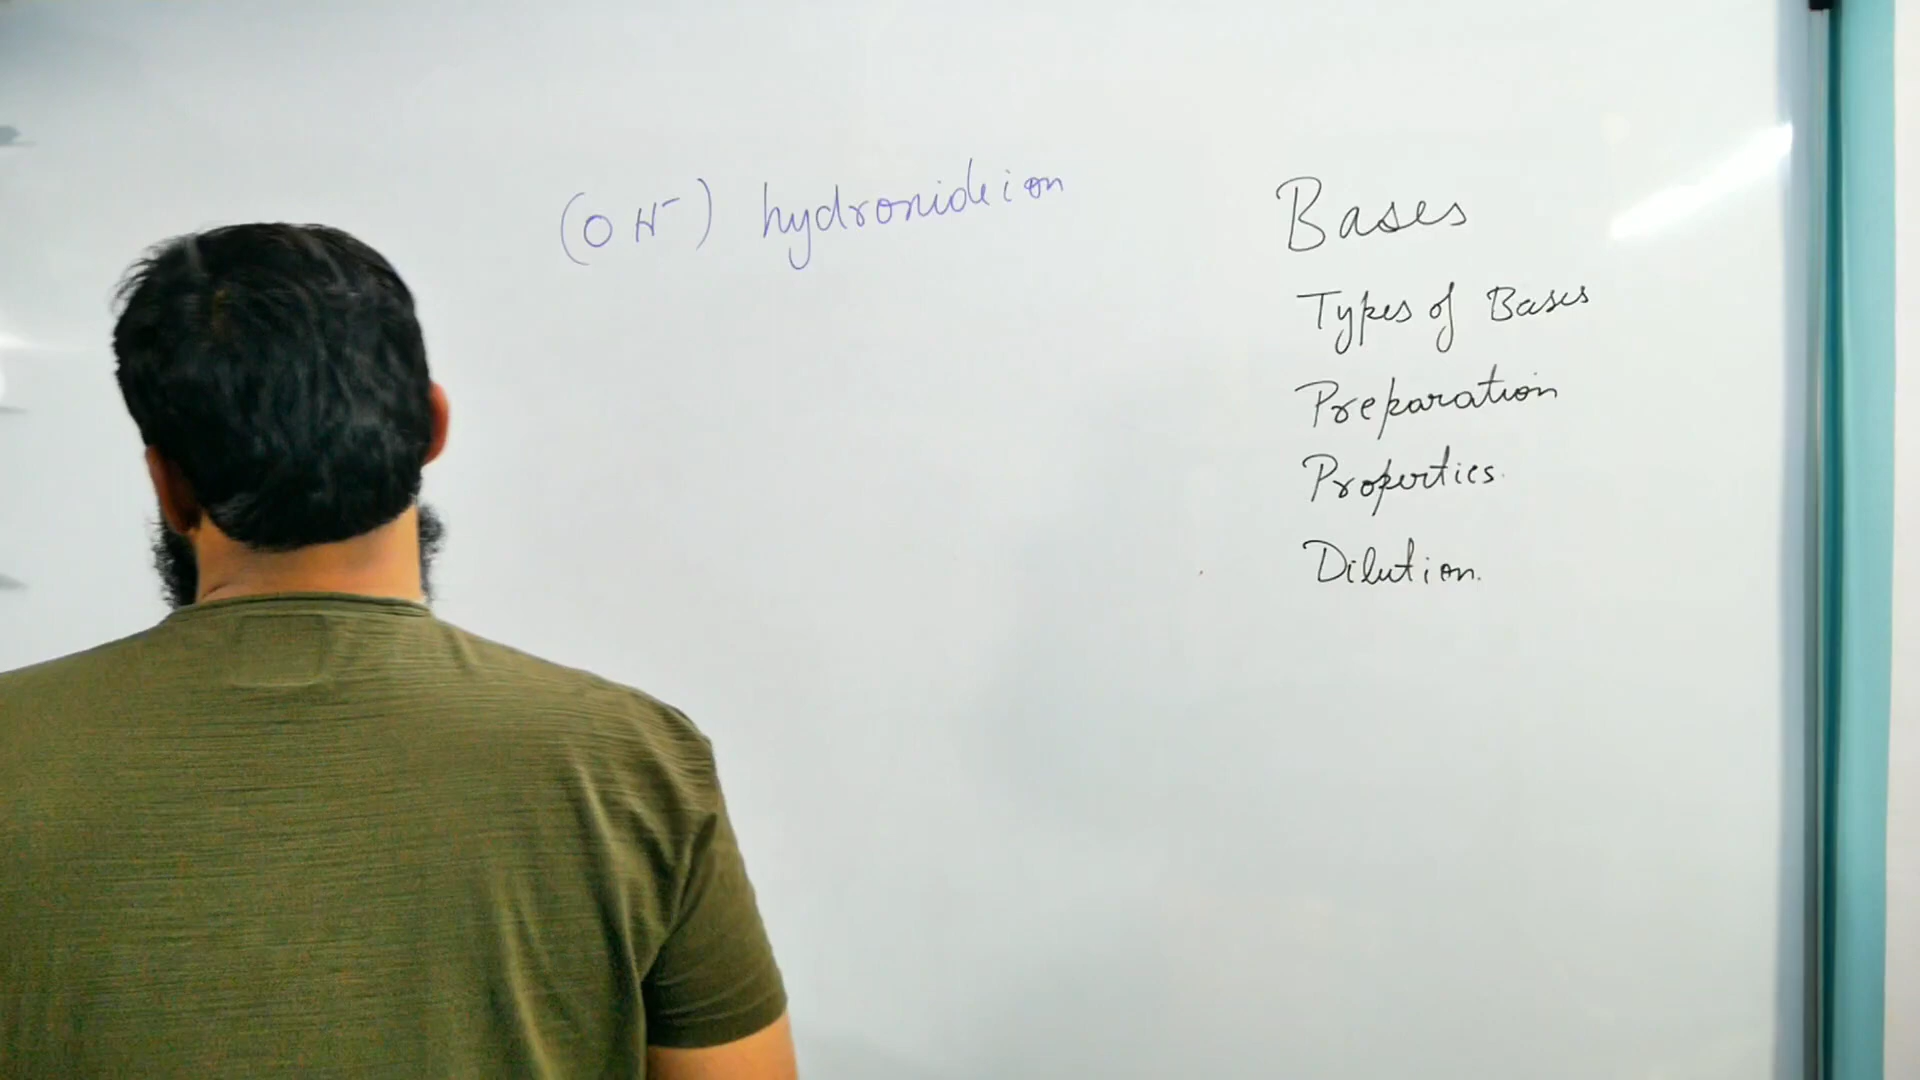 (OH⁻) hydronide ion
Bases
Types of Bases
Preparation
Properties.
Dilution.